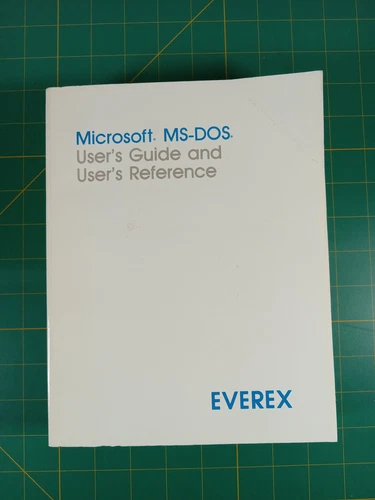 Microsoft. MS-DOS.
User's Guide and
User's Reference
EVEREX